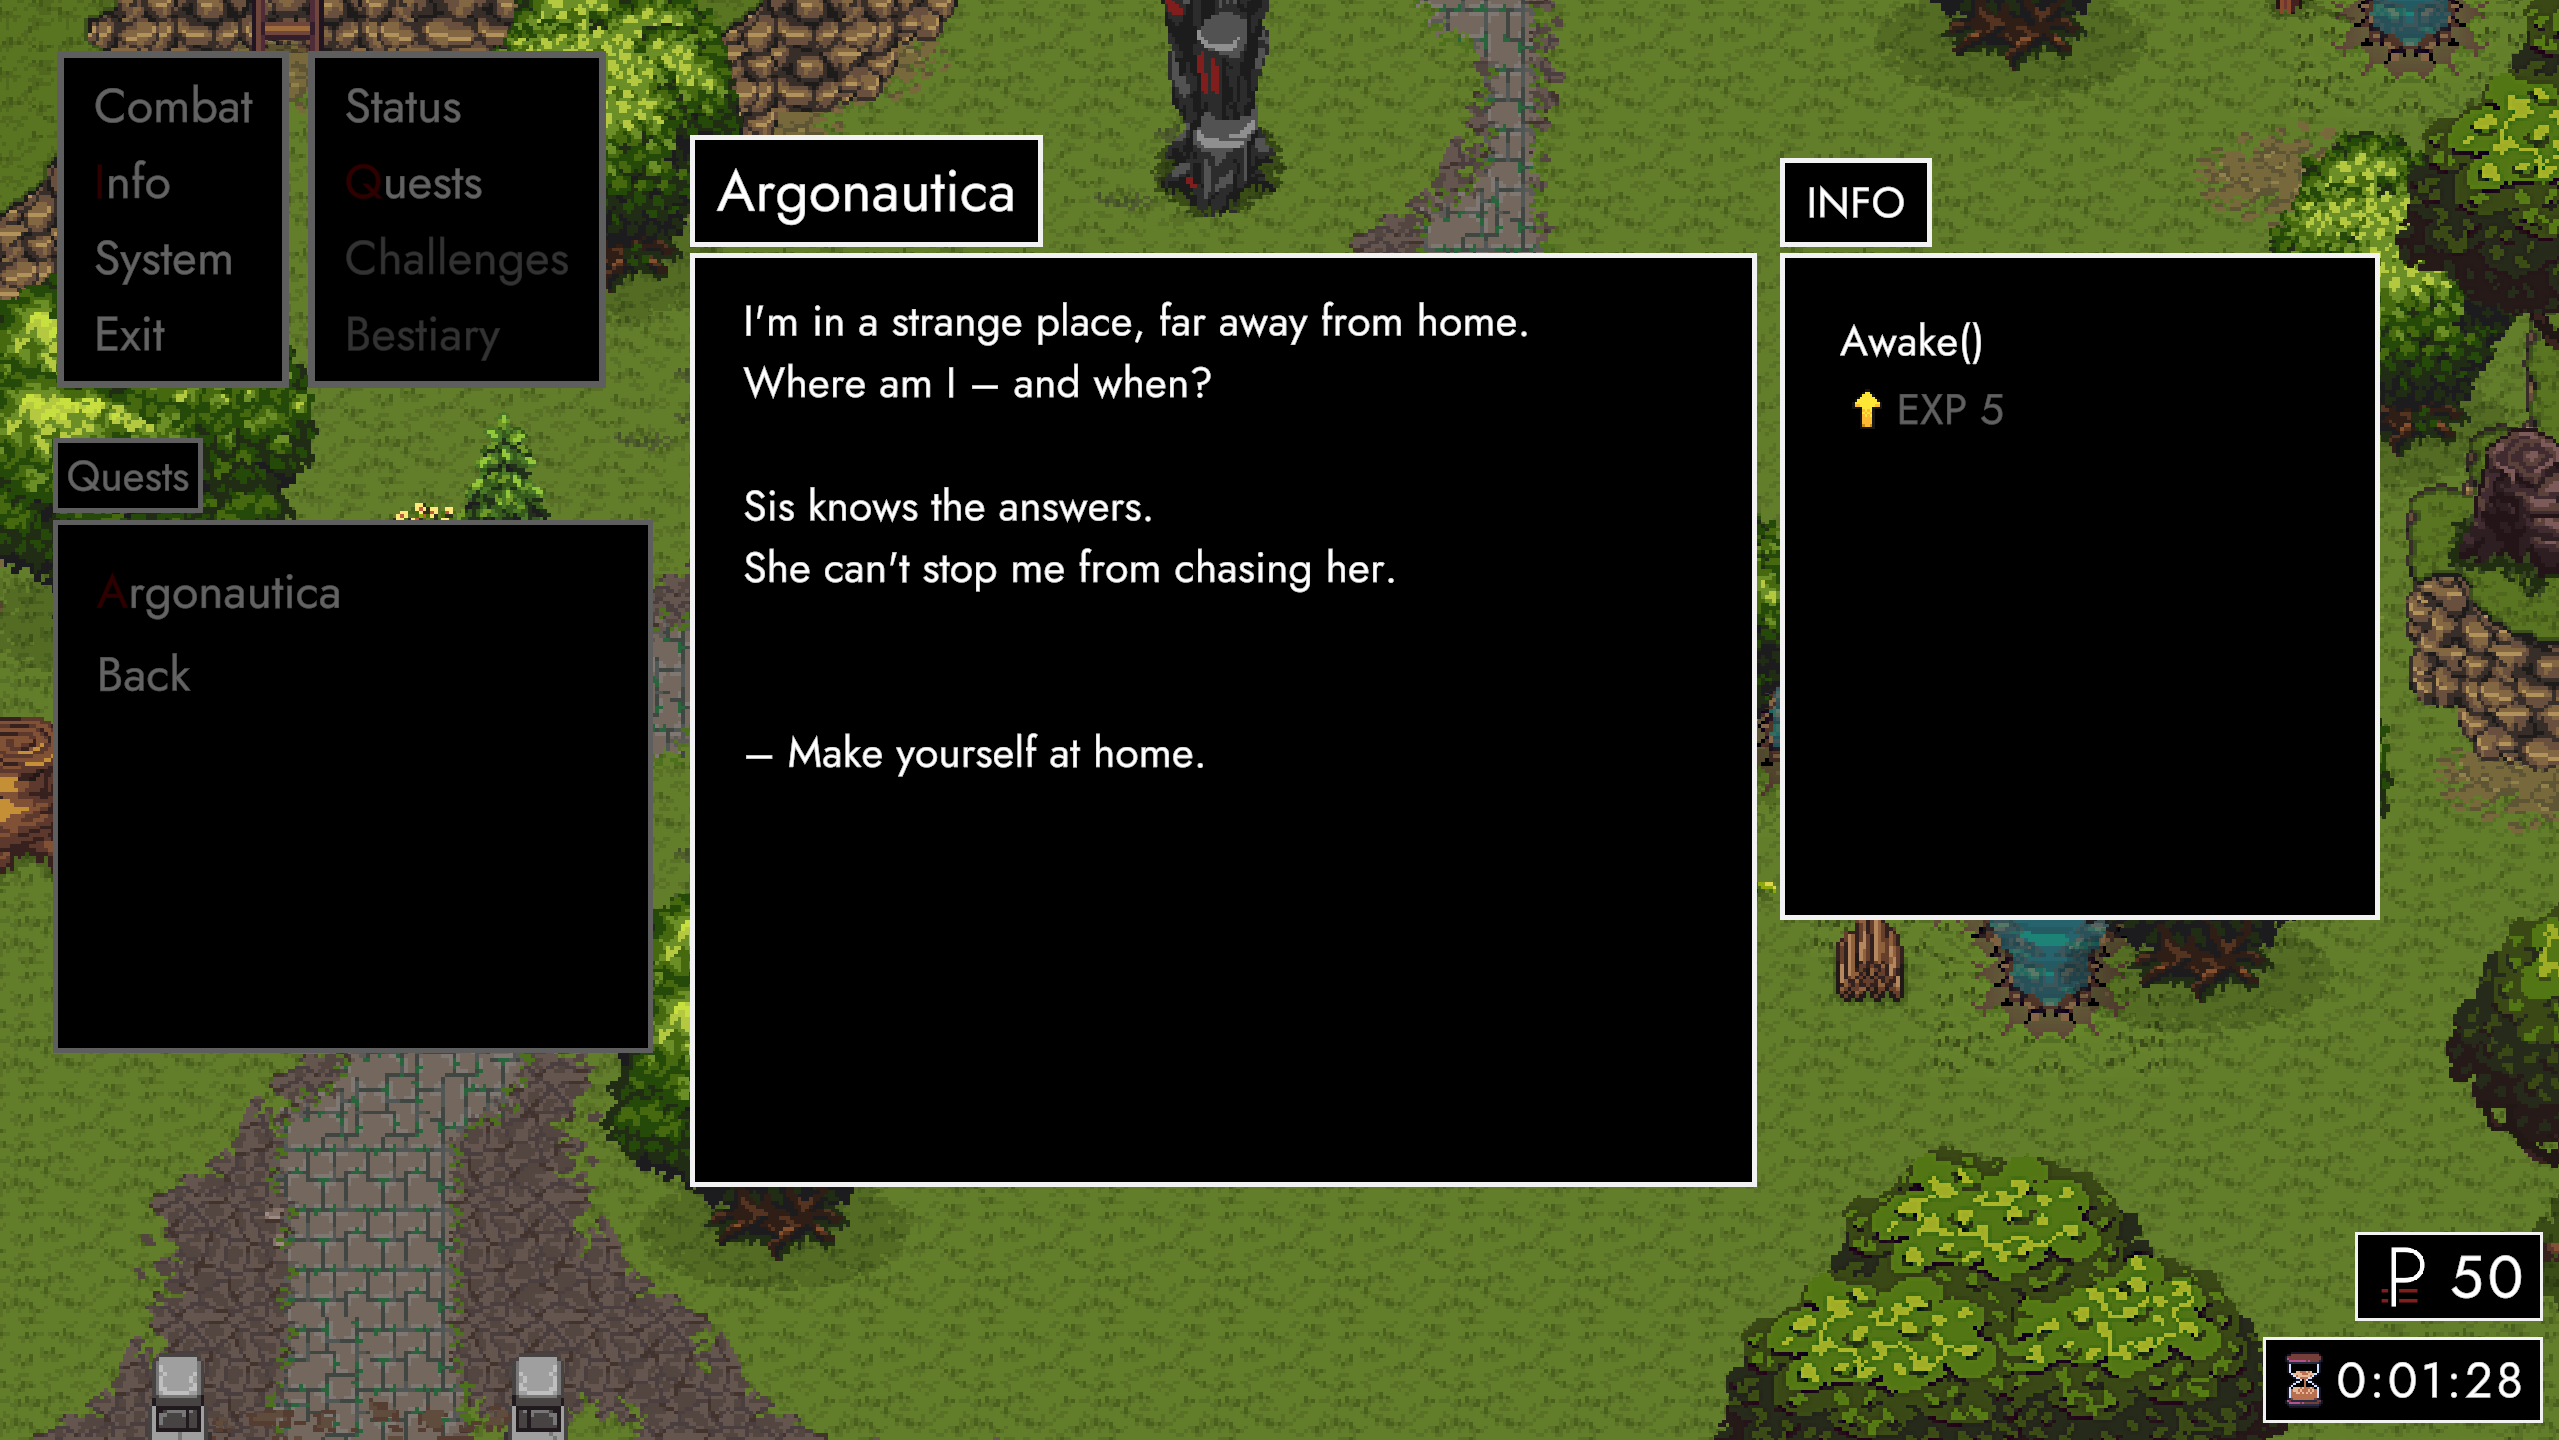 Combat
Info
System
Exit
Status
Quests
Challenges
Bestiary
Quests
Argonautica
Back
Argonautica
I'm in a strange place, far away from home.
Where am I – and when?
Sis knows the answers.
She can't stop me from chasing her.
– Make yourself at home.
INFO
Awake()
EXP 5
P 50
0:01:28